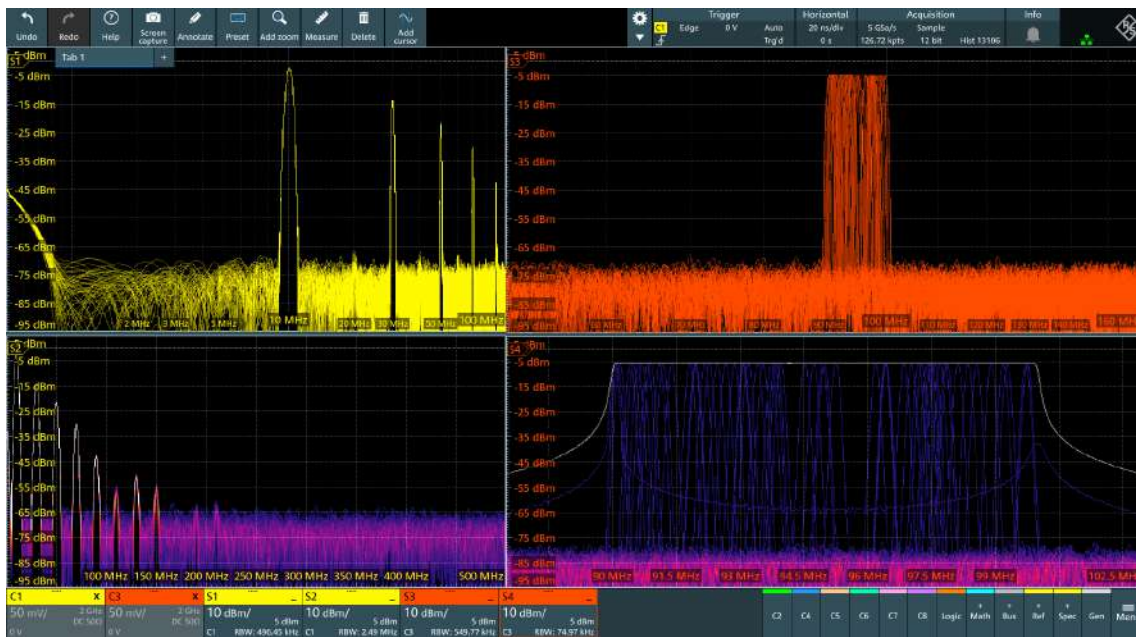 Undo Redo Help Screen capture Annotate Preset Add zoom Measure Delete Add cursor
C1 Edge Trigger 0 V Auto Trg'd
Horizontal 20 ns/div 0 s
Acquisition 5 GSa/s Sample 126.72 kpts 12 bit Hist 13106
Info
Tab 1 +
S1
-5 dBm
-15 dBm
-25 dBm
-35 dBm
-45 dBm
-55 dBm
-65 dBm
-75 dBm
-85 dBm
-95 dBm
2 MHz 3 MHz 5 MHz 10 MHz 20 MHz 30 MHz 50 MHz 100 MHz
S3
-5 dBm
-15 dBm
-25 dBm
-35 dBm
-45 dBm
-55 dBm
-65 dBm
-75 dBm
-85 dBm
-95 dBm
100 MHz 160 MHz
S2
-5 dBm
-15 dBm
-25 dBm
-35 dBm
-45 dBm
-55 dBm
-65 dBm
-75 dBm
-85 dBm
-95 dBm
100 MHz 150 MHz 200 MHz 250 MHz 300 MHz 350 MHz 400 MHz 500 MHz
S4
-5 dBm
-15 dBm
-25 dBm
-35 dBm
-45 dBm
-55 dBm
-65 dBm
-75 dBm
-85 dBm
-95 dBm
90 MHz 91.5 MHz 93 MHz 94.5 MHz 96 MHz 97.5 MHz 99 MHz 102.5 MHz
C1 X C3 X S1 S2 S3 S4
50 mV/ 2 GHz DC 50Ω 0 V
50 mV/ 2 GHz DC 50Ω 0 V
10 dBm/ 5 dBm C1 RBW: 496.45 kHz
10 dBm/ 5 dBm C1 RBW: 2.49 MHz
10 dBm/ 5 dBm C3 RBW: 549.77 kHz
10 dBm/ 5 dBm C3 RBW: 74.97 kHz
C2 C4 C5 C6 C7 C8 Logic + Math + Bus + Ref + Spec Gen Menu